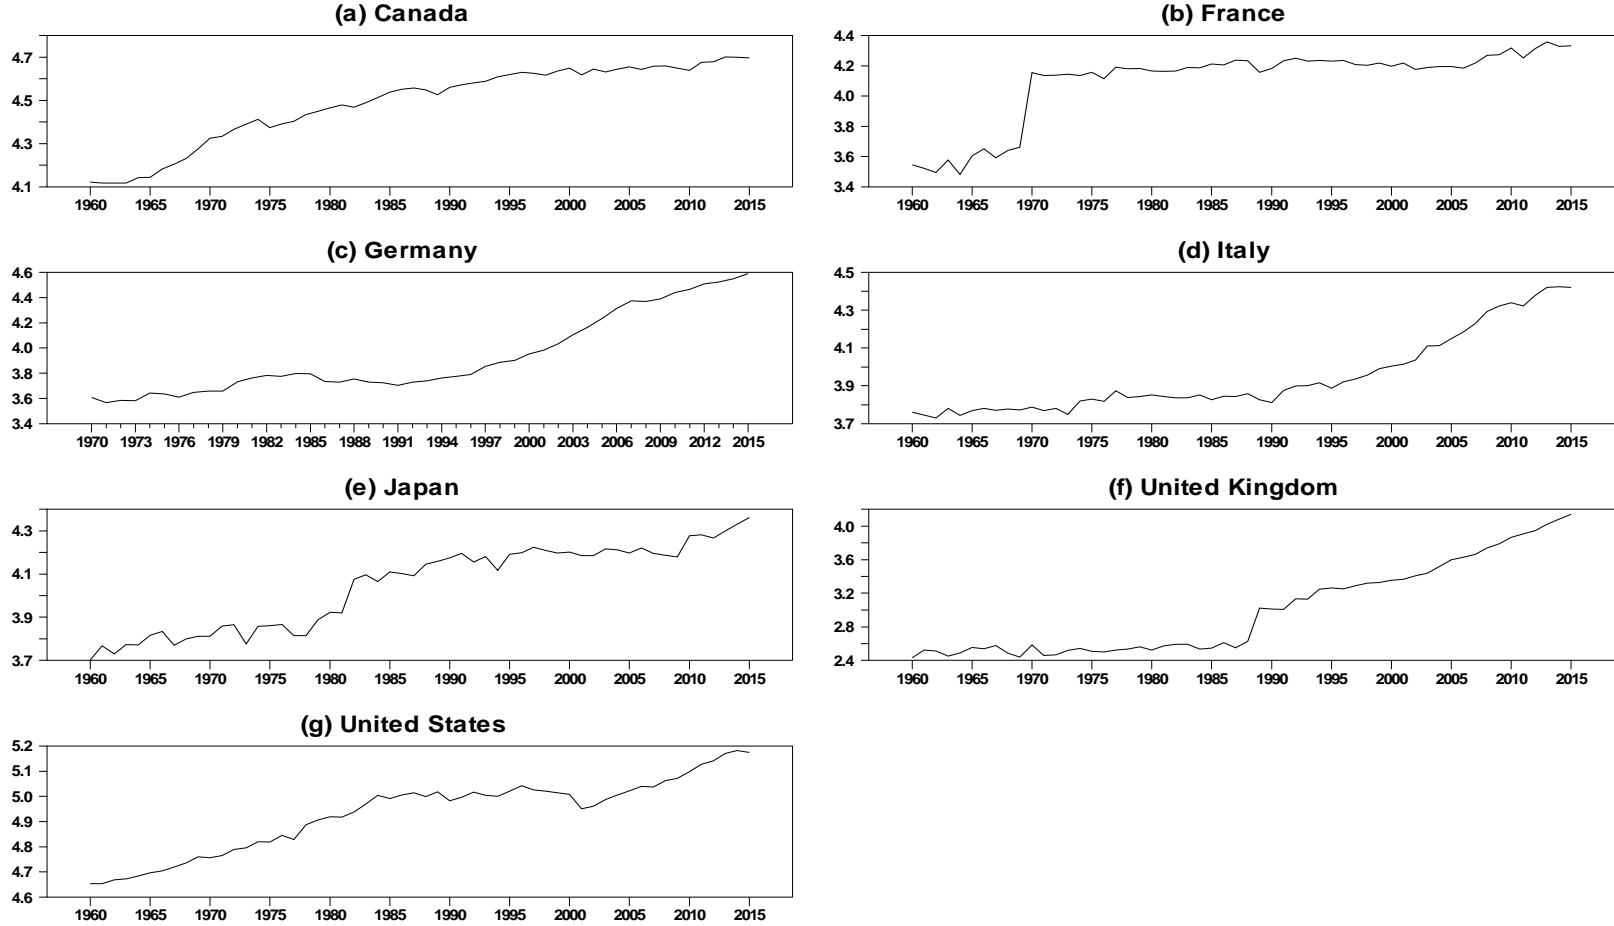 (a) Canada
4.7
4.5
4.3
4.1
1960 1965 1970 1975 1980 1985 1990 1995 2000 2005 2010 2015
(b) France
4.4
4.2
4.0
3.8
3.6
3.4
1960 1965 1970 1975 1980 1985 1990 1995 2000 2005 2010 2015
(c) Germany
4.6
4.4
4.2
4.0
3.8
3.6
3.4
1970 1973 1976 1979 1982 1985 1988 1991 1994 1997 2000 2003 2006 2009 2012 2015
(d) Italy
4.5
4.3
4.1
3.9
3.7
1960 1965 1970 1975 1980 1985 1990 1995 2000 2005 2010 2015
(e) Japan
4.3
4.1
3.9
3.7
1960 1965 1970 1975 1980 1985 1990 1995 2000 2005 2010 2015
(f) United Kingdom
4.0
3.6
3.2
2.8
2.4
1960 1965 1970 1975 1980 1985 1990 1995 2000 2005 2010 2015
(g) United States
5.2
5.1
5.0
4.9
4.8
4.7
4.6
1960 1965 1970 1975 1980 1985 1990 1995 2000 2005 2010 2015